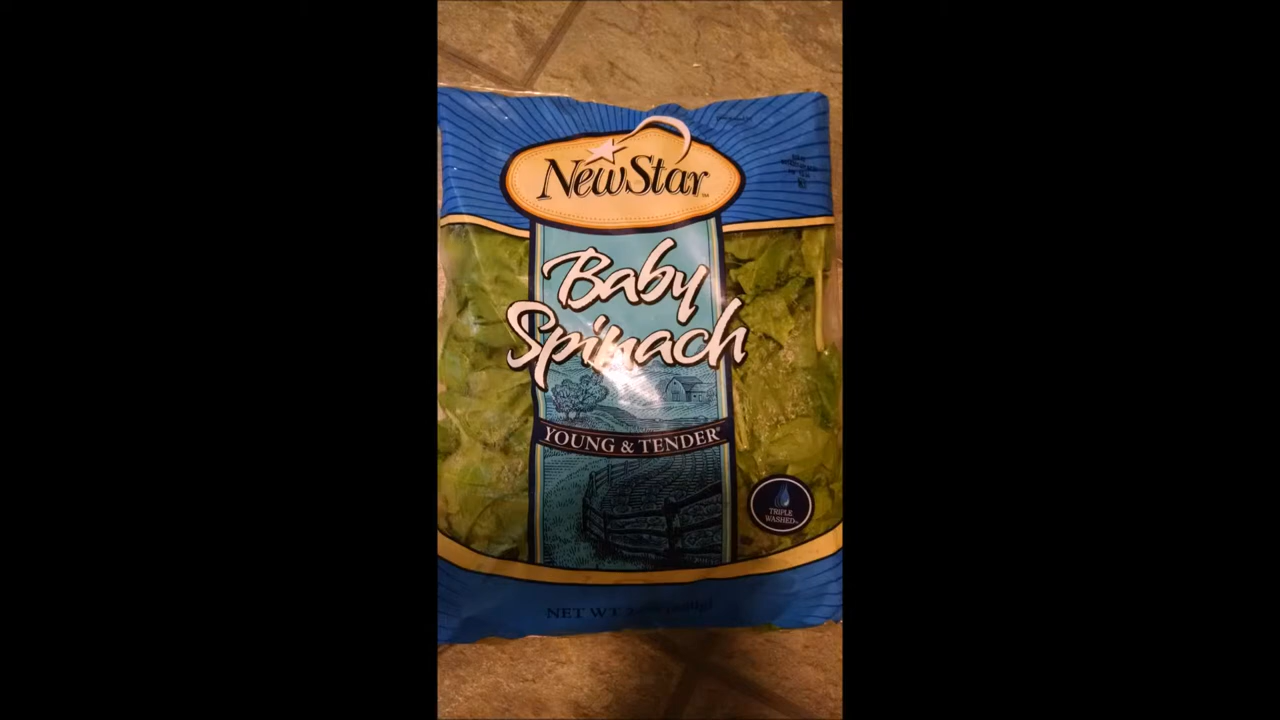 NewStar
Baby
Spinach
YOUNG & TENDER®
TRIPLE
WASHED
NET WT